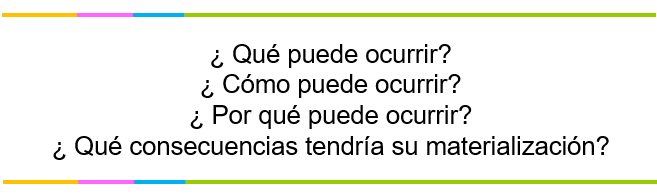 ¿ Qué puede ocurrir?
¿ Cómo puede ocurrir?
¿ Por qué puede ocurrir?
¿ Qué consecuencias tendría su materialización?